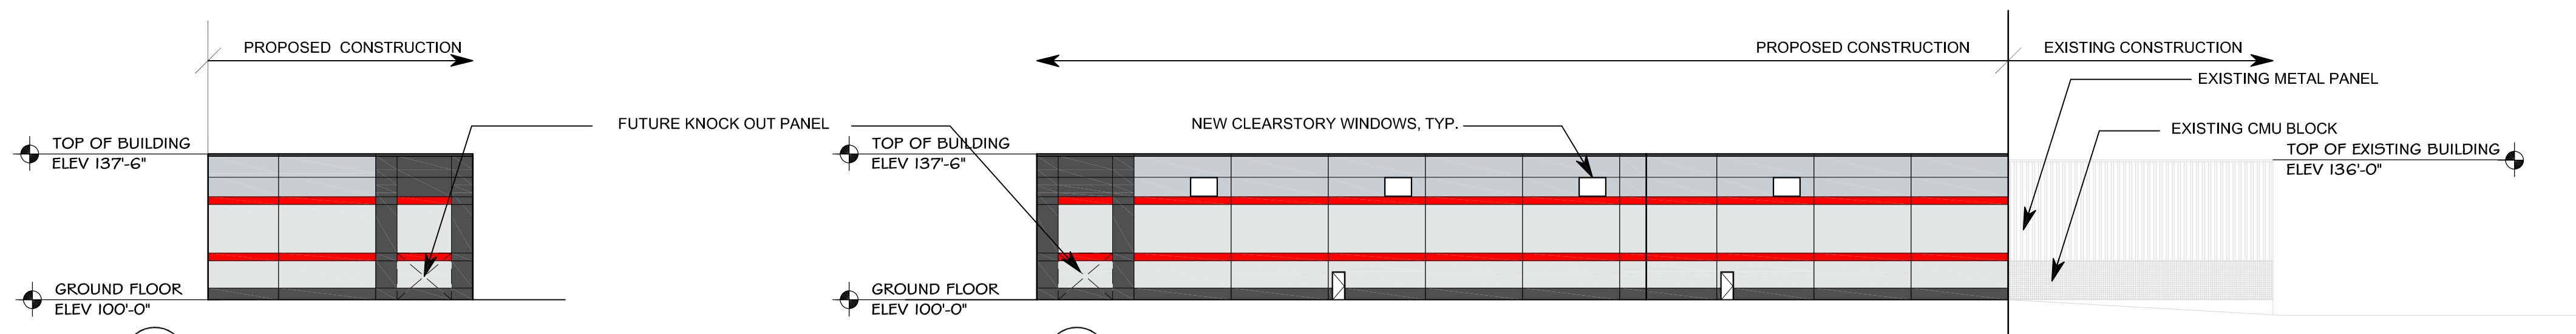 PROPOSED CONSTRUCTION
PROPOSED CONSTRUCTION
EXISTING CONSTRUCTION
EXISTING METAL PANEL
FUTURE KNOCK OUT PANEL
NEW CLEARSTORY WINDOWS, TYP.
EXISTING CMU BLOCK
TOP OF BUILDING
ELEV 137'-6"
TOP OF BUILDING
ELEV 137'-6"
TOP OF EXISTING BUILDING
ELEV 136'-0"
GROUND FLOOR
ELEV 100'-0"
GROUND FLOOR
ELEV 100'-0"